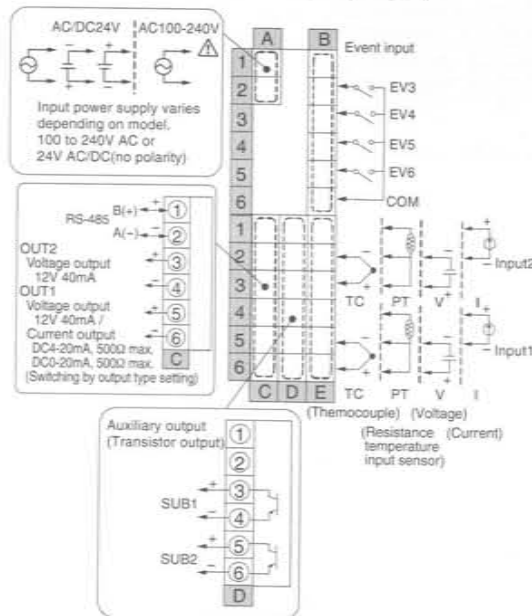 AC/DC24V AC100-240V
Input power supply varies
depending on model.
100 to 240V AC or
24V AC/DC(no polarity)
A B
Event input
1
2
3
4
5
6
EV3
EV4
EV5
EV6
COM
1
2
3
4
5
6
C D E
TC PT V I
Input2
Input1
TC PT V I
(Themocouple) (Voltage)
(Resistance (Current)
temperature
input sensor)
RS-485
B(+)
A(−)
OUT2
Voltage output
12V 40mA
OUT1
Voltage output
12V 40mA /
Current output
DC4-20mA, 500Ω max.
DC0-20mA, 500Ω max.
(Switching by output type setting)
1
2
3
4
5
6
C
Auxiliary output
(Transistor output)
1
2
3
4
5
6
D
SUB1
SUB2